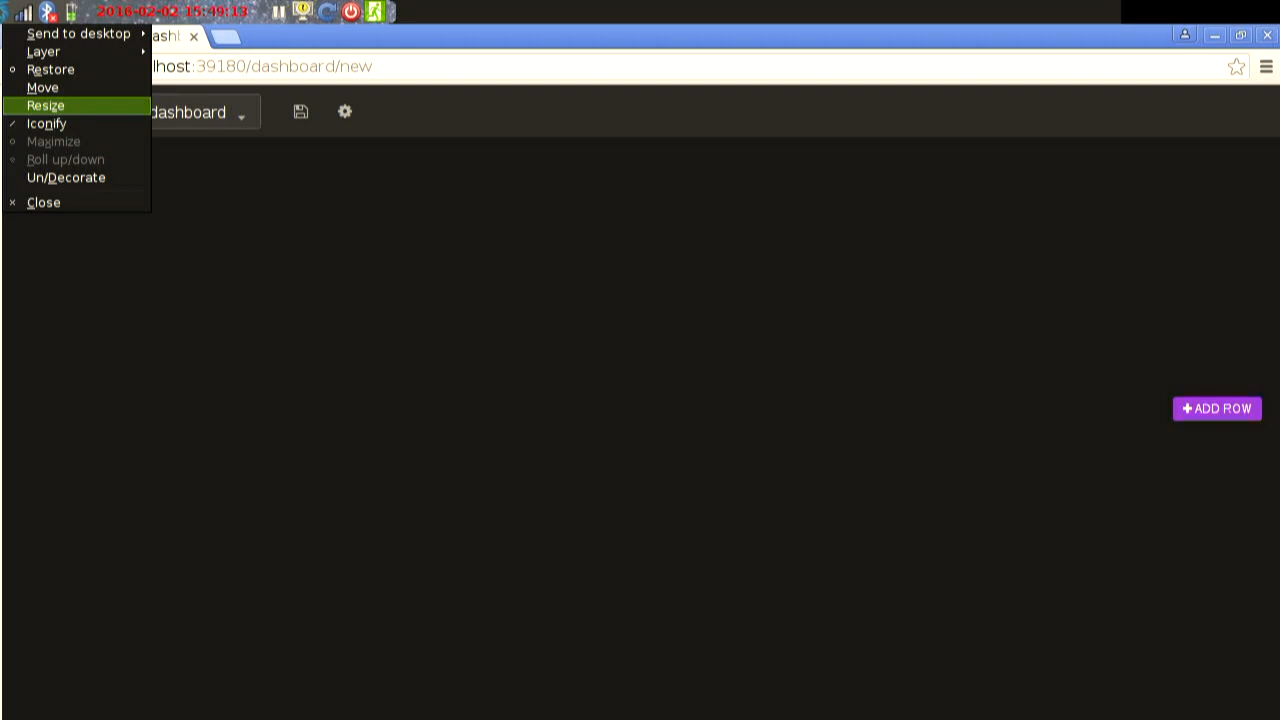 2016-02-02 15:49:13
Send to desktop
Layer
Restore
Move
Resize
Iconify
Maximize
Roll up/down
Un/Decorate
Close
ash
lhost:39180/dashboard/new
dashboard
ADD ROW